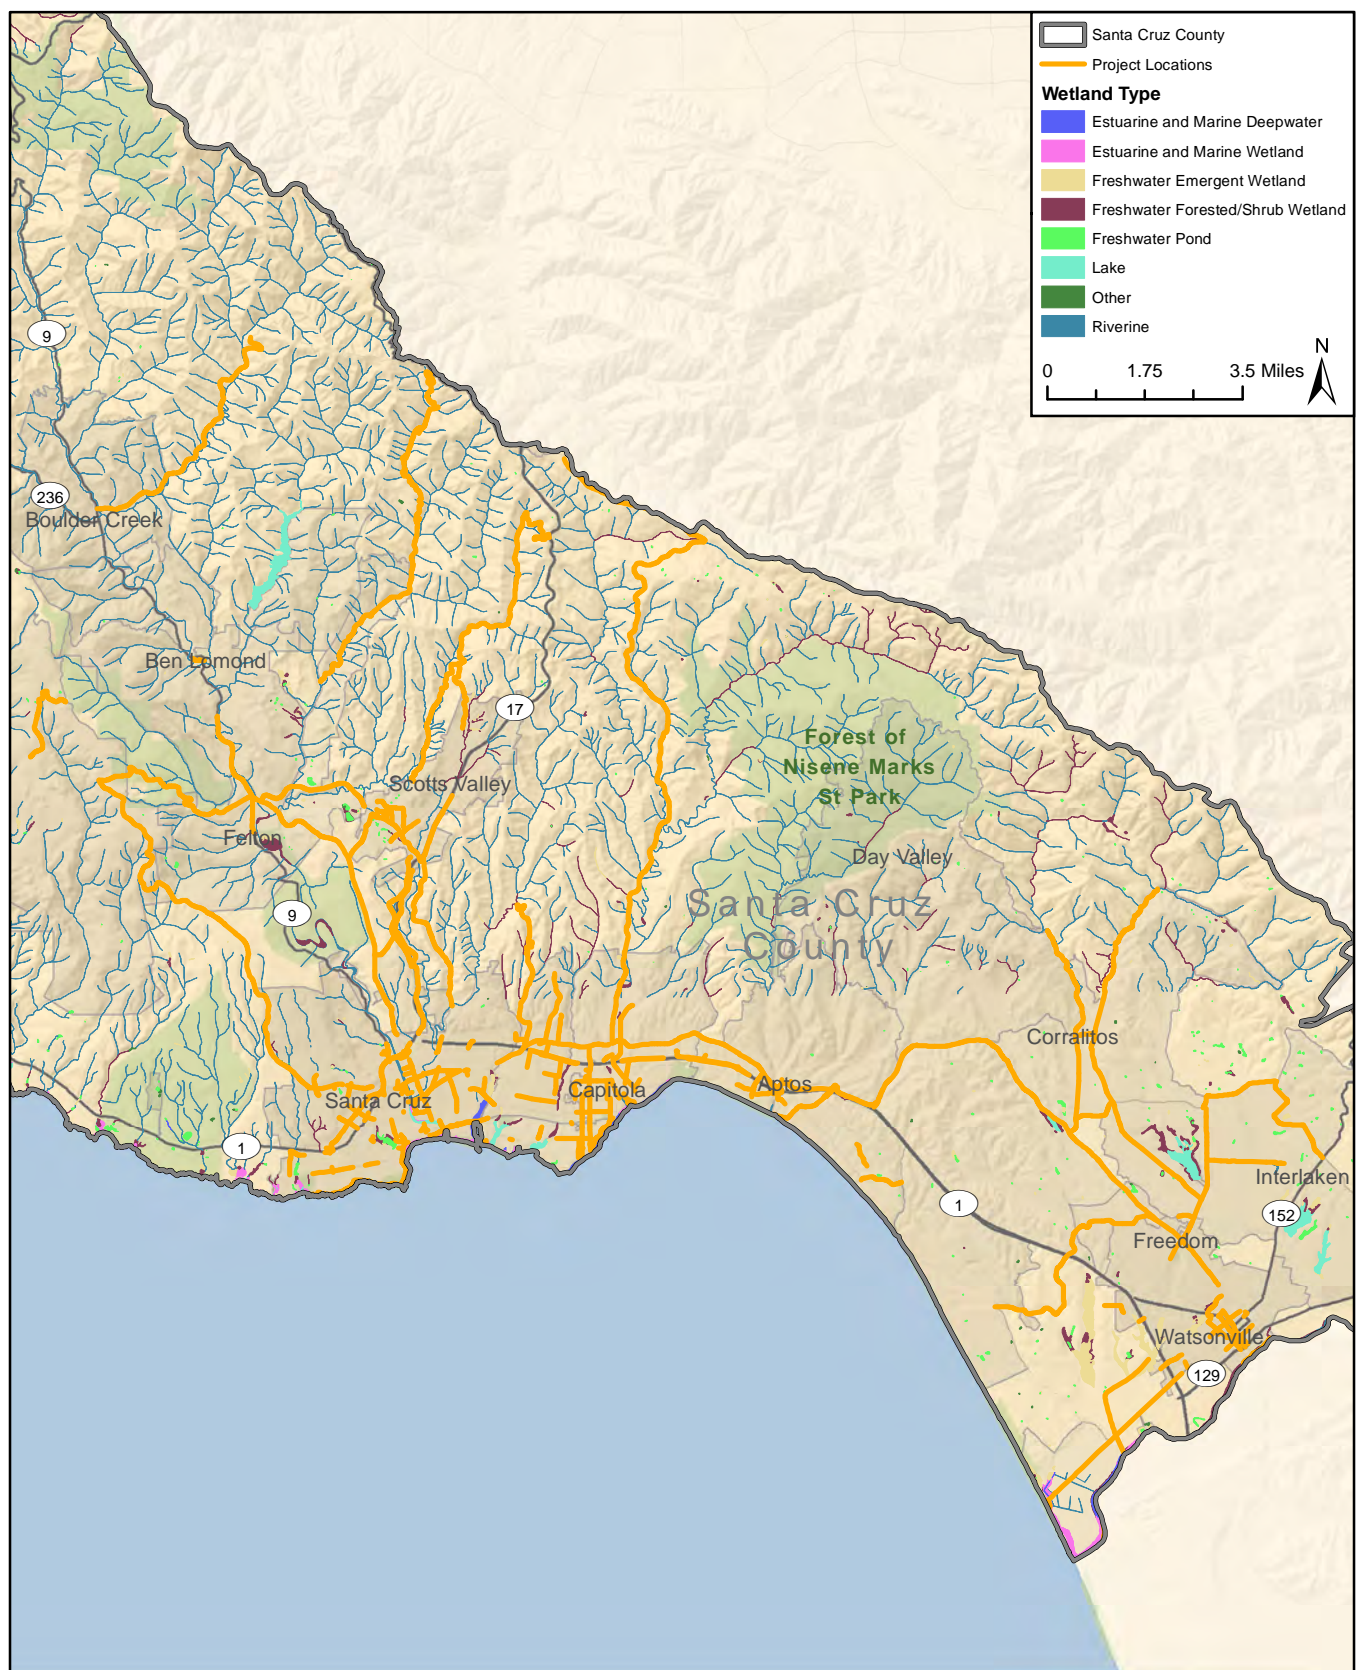 Santa Cruz County
Project Locations
Wetland Type
Estuarine and Marine Deepwater
Estuarine and Marine Wetland
Freshwater Emergent Wetland
Freshwater Forested/Shrub Wetland
Freshwater Pond
Lake
Other
Riverine
N
0 1.75 3.5 Miles
9
236
Boulder Creek
Ben Lomond
17
Forest of
Nisene Marks
St Park
Scotts Valley
Felton
Day Valley
9
Santa Cruz
County
Corralitos
Aptos
Capitola
Santa Cruz
1
Interlaken
1
152
Freedom
Watsonville
129